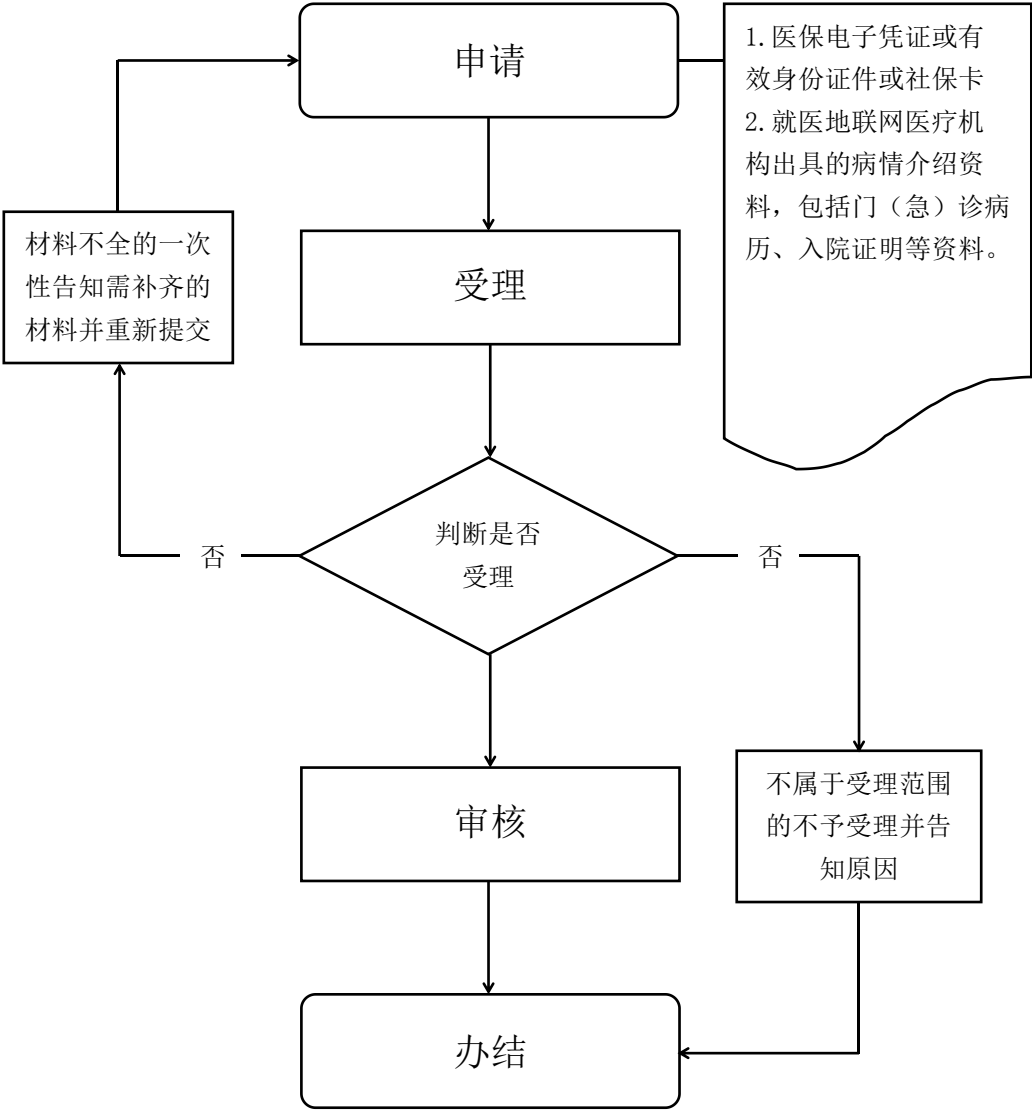 申请
1.医保电子凭证或有
效身份证件或社保卡
2.就医地联网医疗机
构出具的病情介绍资
料，包括门（急）诊病
历、入院证明等资料。
材料不全的一次
性告知需补齐的
材料并重新提交
受理
判断是否
受理
否
否
审核
不属于受理范围
的不予受理并告
知原因
办结